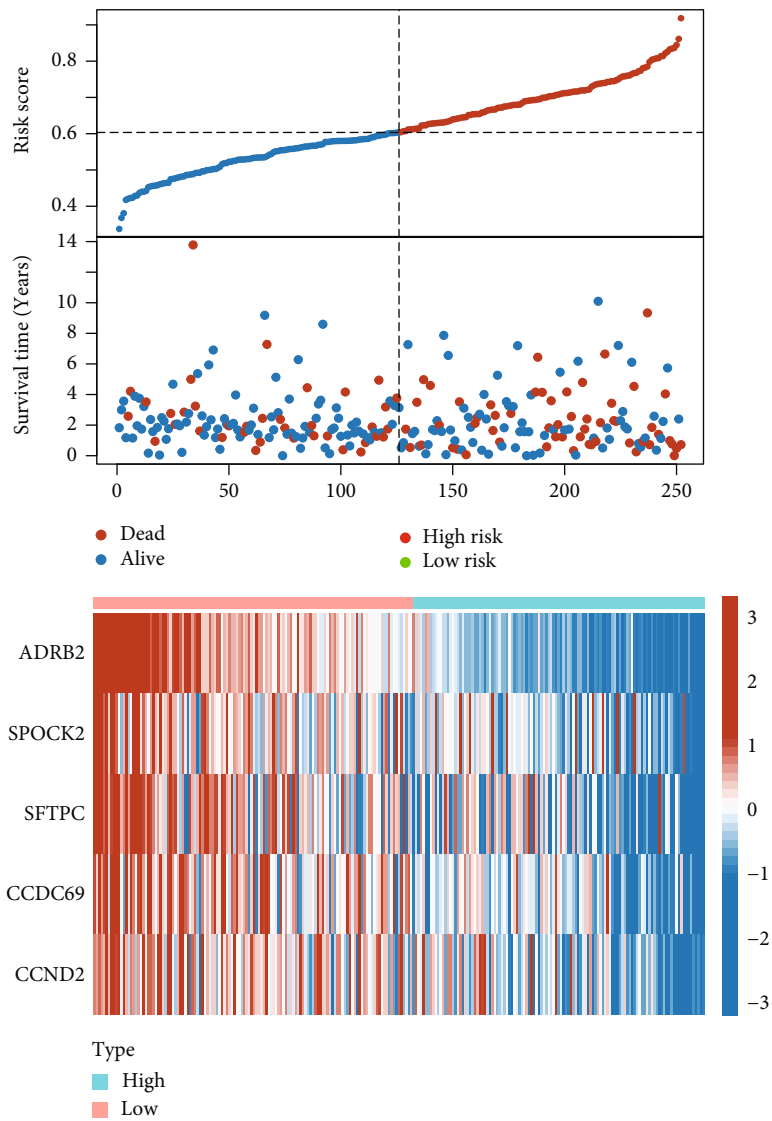 Risk score
0.8
0.6
0.4
Survival time (Years)
14
10
8
6
4
2
0
0
50
100
150
200
250
Dead
High risk
Alive
Low risk
ADRB2
SPOCK2
SFTPC
CCDC69
CCND2
3
2
1
0
−1
−2
−3
Type
High
Low